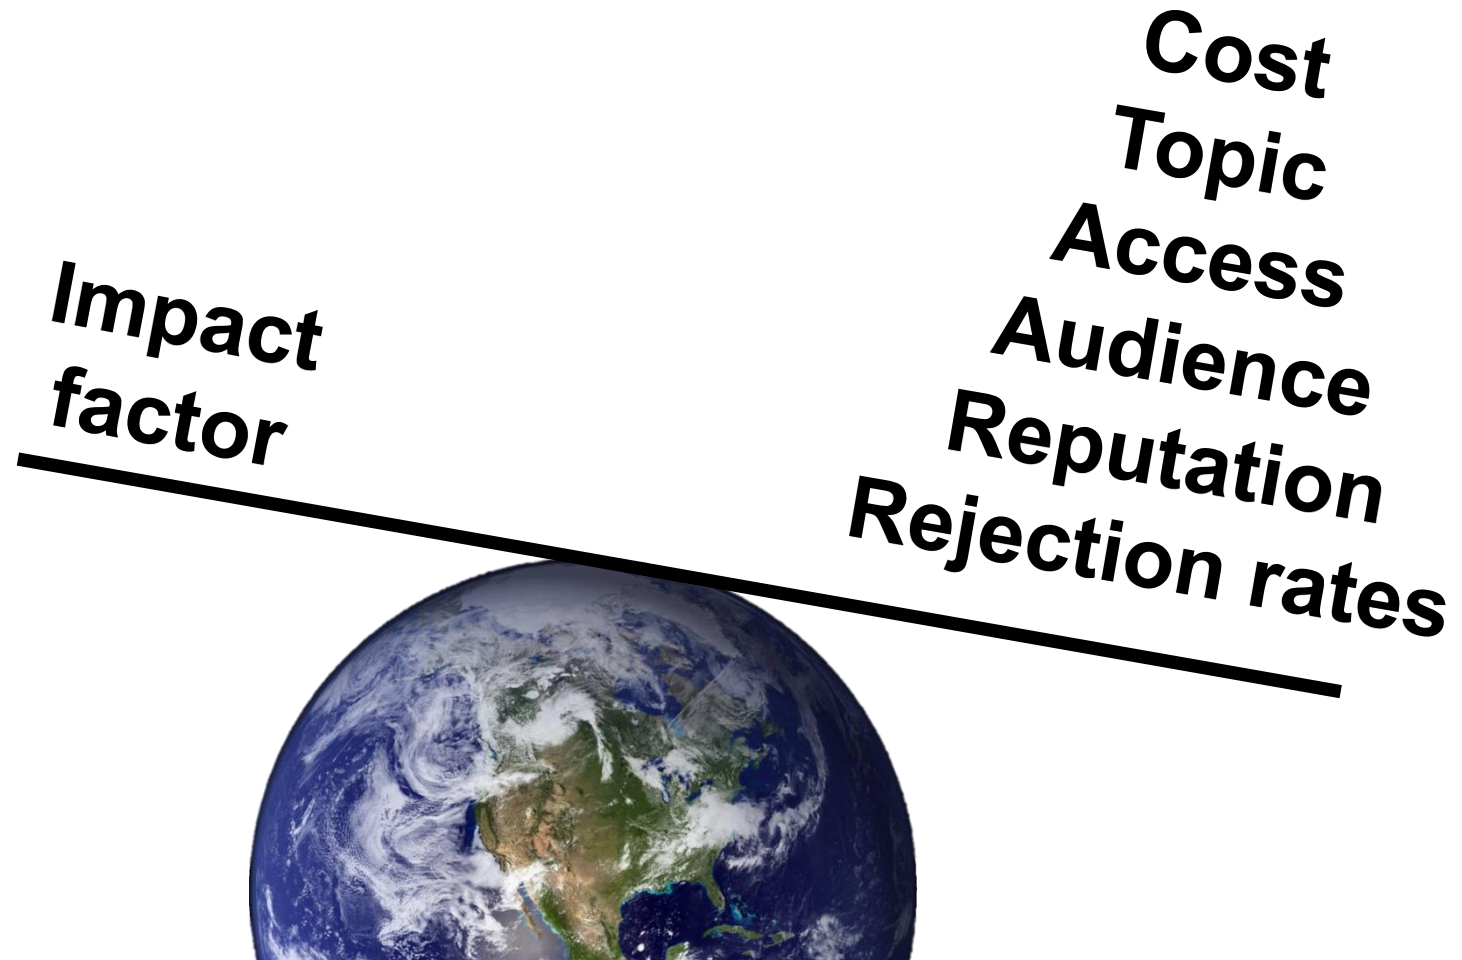 Impact
factor
Cost
Topic
Access
Audience
Reputation
Rejection rates